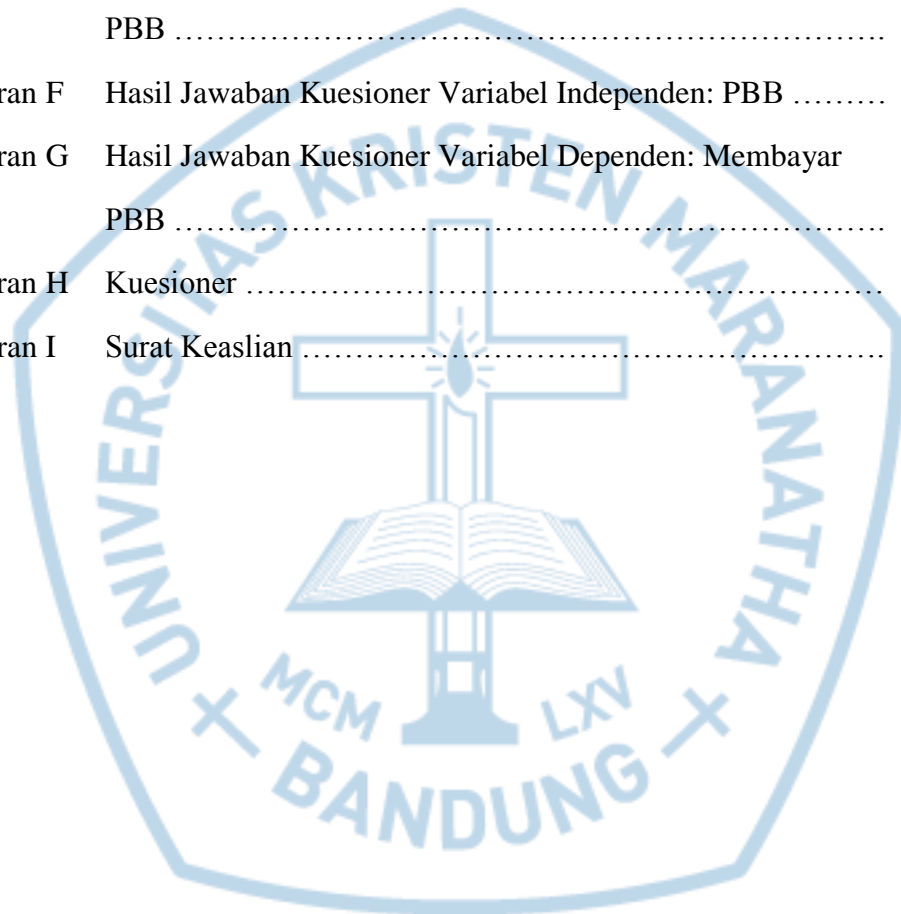 PBB ……………………………………………………………
ran F Hasil Jawaban Kuesioner Variabel Independen: PBB ………
ran G Hasil Jawaban Kuesioner Variabel Dependen: Membayar
PBB ……………………………………………………………
ran H Kuesioner ………………………………………………………
ran I Surat Keaslian …………………………………………………
UNIVERSITAS KRISTEN MARANATHA
MCM LXV
BANDUNG